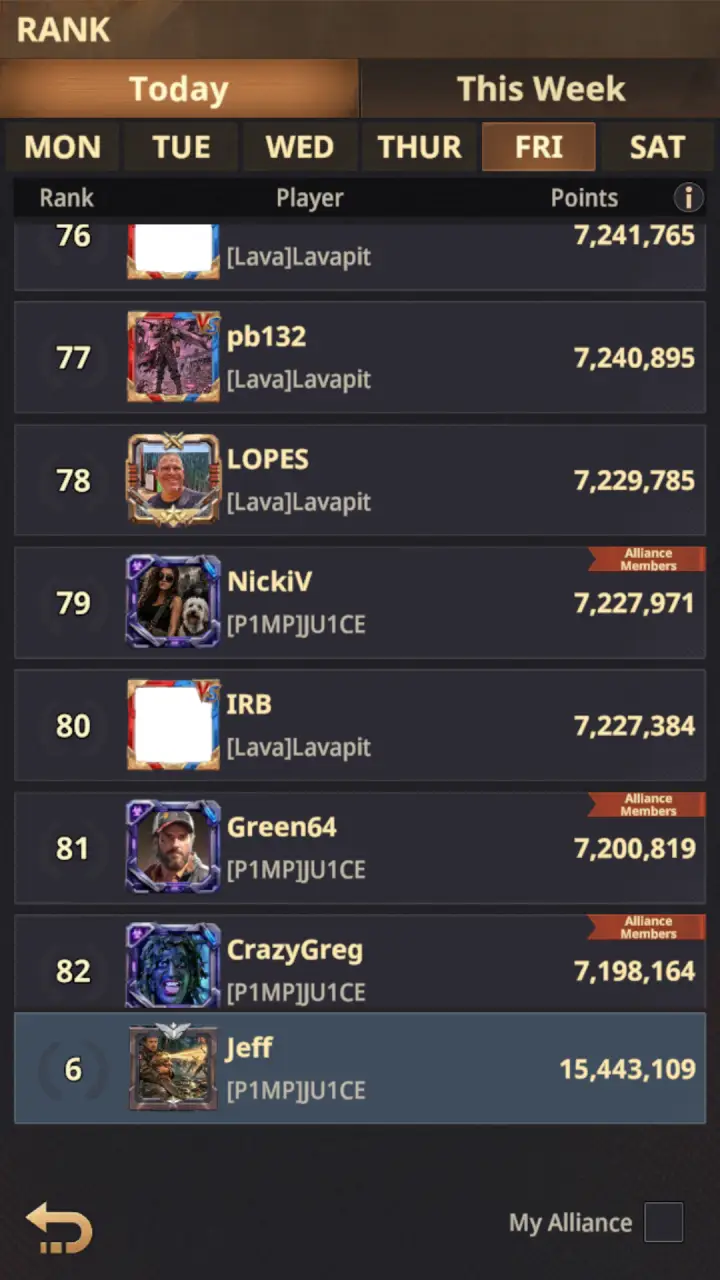 RANK
Today
This Week
MON
TUE
WED
THUR
FRI
SAT
Rank
Player
Points
i
76
[Lava]Lavapit
7,241,765
77
pb132
[Lava]Lavapit
7,240,895
78
LOPES
[Lava]Lavapit
7,229,785
79
NickiV
[P1MP]JU1CE
Alliance
Members
7,227,971
80
IRB
[Lava]Lavapit
7,227,384
81
Green64
[P1MP]JU1CE
Alliance
Members
7,200,819
82
CrazyGreg
[P1MP]JU1CE
Alliance
Members
7,198,164
6
Jeff
[P1MP]JU1CE
15,443,109
My Alliance